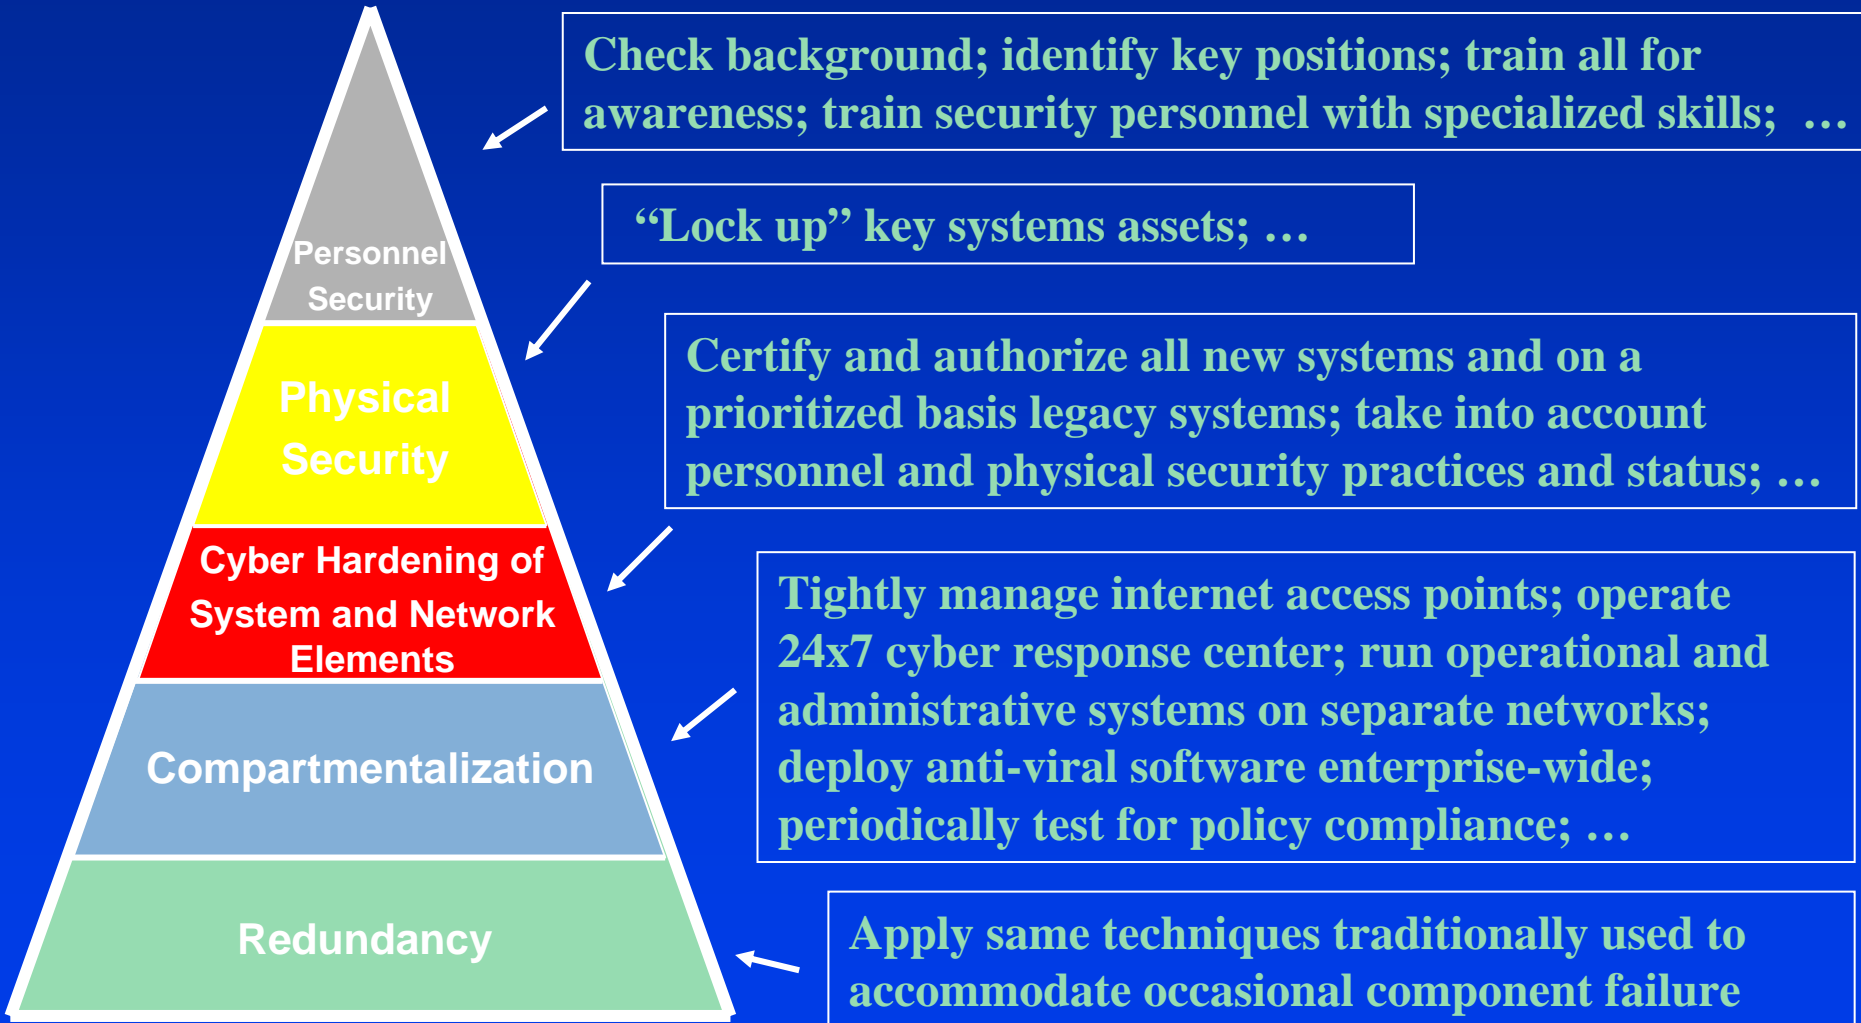 Check background; identify key positions; train all for
awareness; train security personnel with specialized skills; …
Personnel
Security
“Lock up” key systems assets; …
Physical
Security
Certify and authorize all new systems and on a
prioritized basis legacy systems; take into account
personnel and physical security practices and status; …
Cyber Hardening of
System and Network
Elements
Tightly manage internet access points; operate
24x7 cyber response center; run operational and
administrative systems on separate networks;
deploy anti-viral software enterprise-wide;
periodically test for policy compliance; …
Compartmentalization
Redundancy
Apply same techniques traditionally used to
accommodate occasional component failure